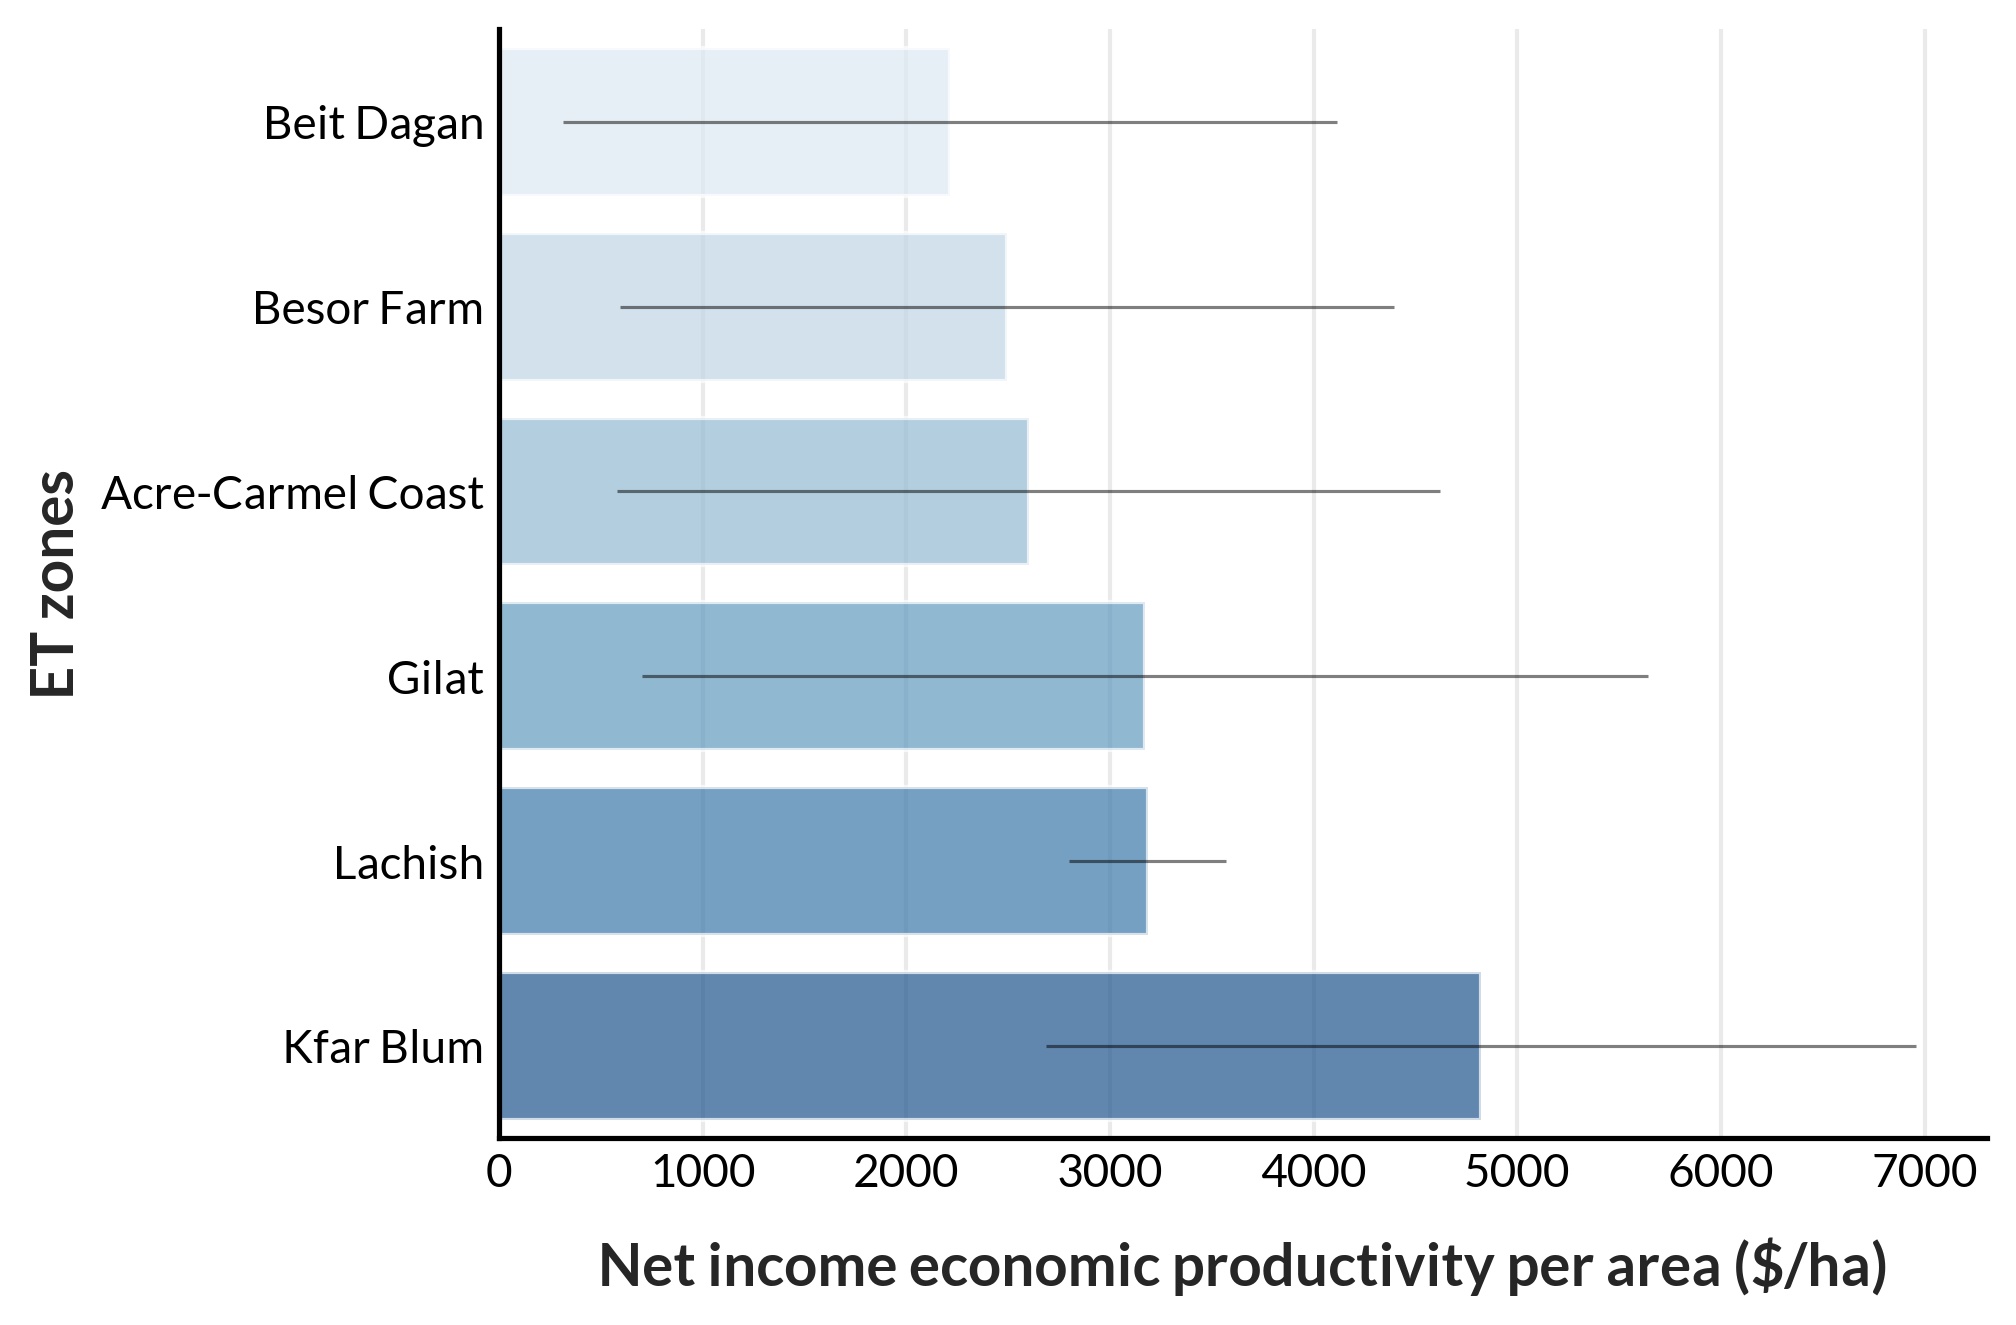 Beit Dagan
Besor Farm
Acre-Carmel Coast
Gilat
Lachish
Kfar Blum
ET zones
0 1000 2000 3000 4000 5000 6000 7000
Net income economic productivity per area ($/ha)